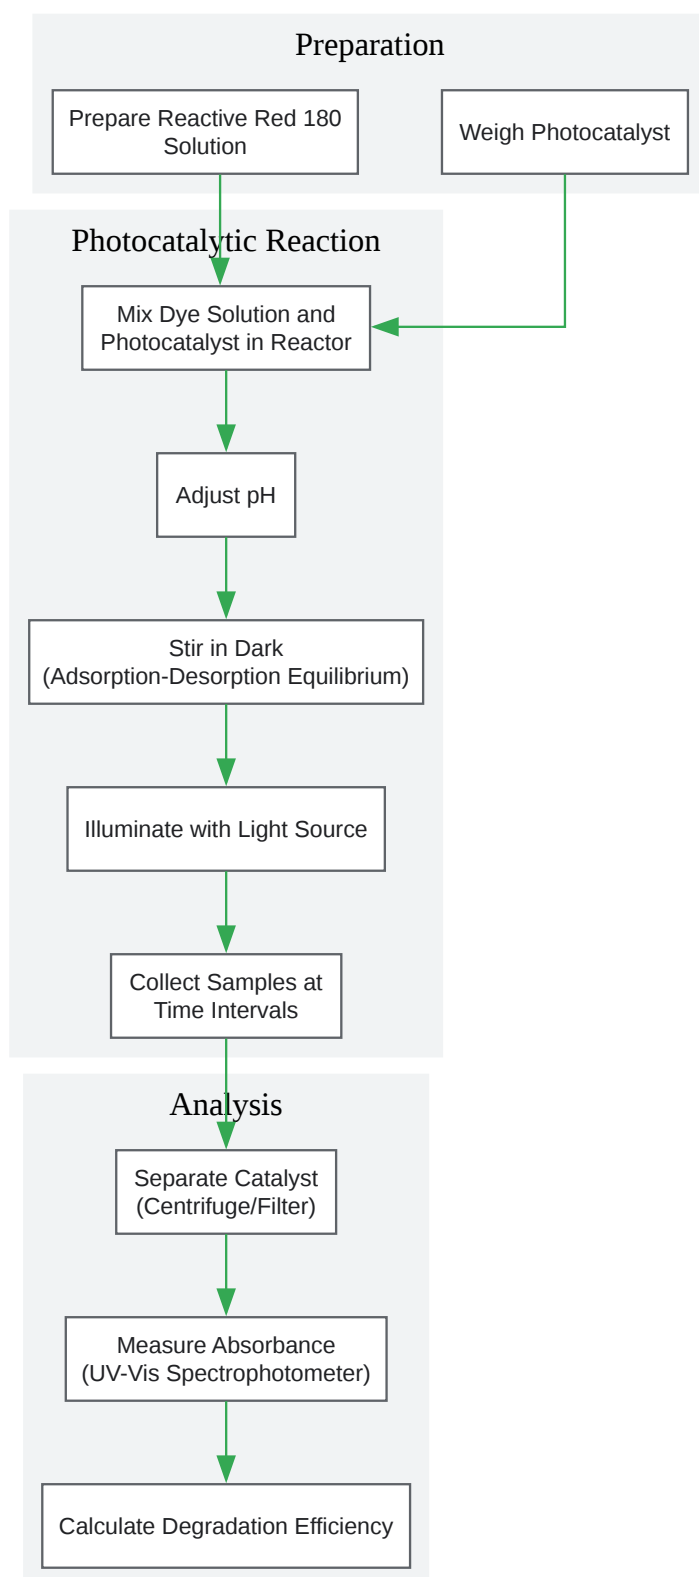 Preparation
Prepare Reactive Red 180
Solution
Weigh Photocatalyst
Photocatalytic Reaction
Mix Dye Solution and
Photocatalyst in Reactor
Adjust pH
Stir in Dark
(Adsorption-Desorption Equilibrium)
Illuminate with Light Source
Collect Samples at
Time Intervals
Analysis
Separate Catalyst
(Centrifuge/Filter)
Measure Absorbance
(UV-Vis Spectrophotometer)
Calculate Degradation Efficiency